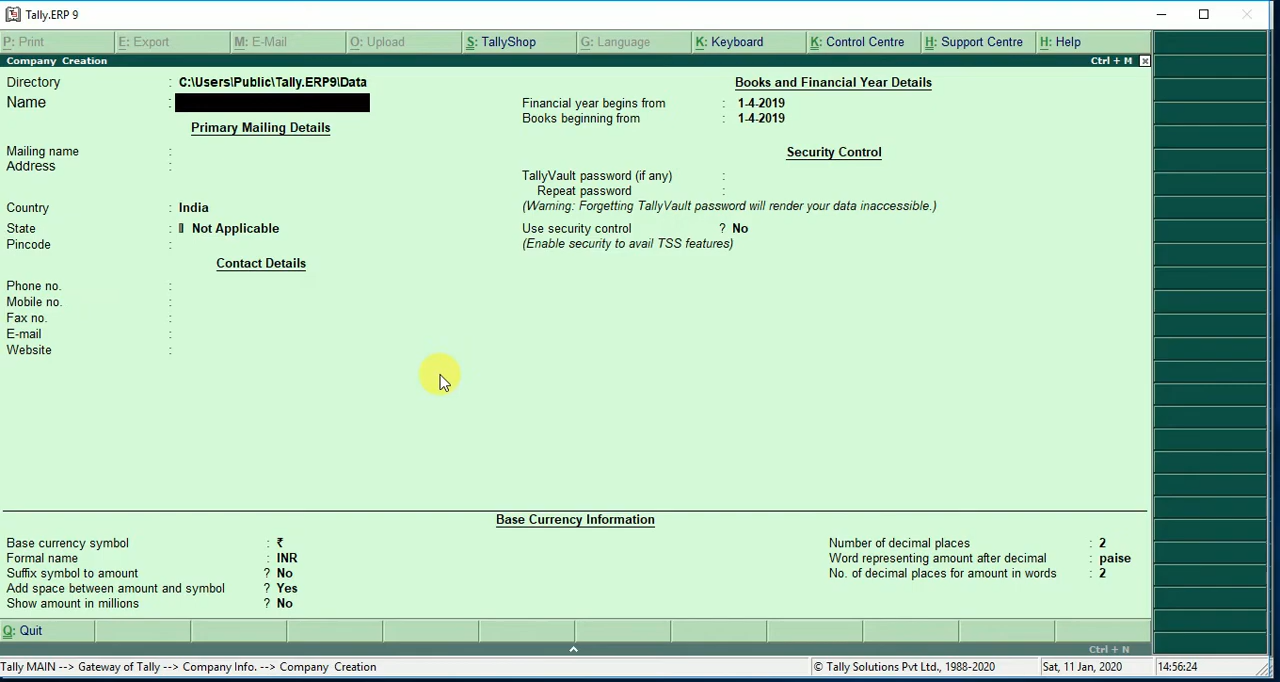 Tally.ERP 9
P: Print E: Export M: E-Mail O: Upload S: TallyShop G: Language K: Keyboard K: Control Centre H: Support Centre H: Help
Company Creation Ctrl + M
Directory : C:\Users\Public\Tally.ERP9\Data
Name :
Primary Mailing Details
Mailing name :
Address :
Country : India
State : Not Applicable
Pincode :
Contact Details
Phone no. :
Mobile no. :
Fax no. :
E-mail :
Website :
Books and Financial Year Details
Financial year begins from : 1-4-2019
Books beginning from : 1-4-2019
Security Control
TallyVault password (if any) :
Repeat password :
(Warning: Forgetting TallyVault password will render your data inaccessible.)
Use security control ? No
(Enable security to avail TSS features)
Base Currency Information
Base currency symbol : ₹
Formal name : INR
Suffix symbol to amount ? No
Add space between amount and symbol ? Yes
Show amount in millions ? No
Number of decimal places : 2
Word representing amount after decimal : paise
No. of decimal places for amount in words : 2
Q: Quit
Ctrl + N
Tally MAIN --> Gateway of Tally --> Company Info. --> Company Creation
© Tally Solutions Pvt Ltd., 1988-2020
Sat, 11 Jan, 2020
14:56:24